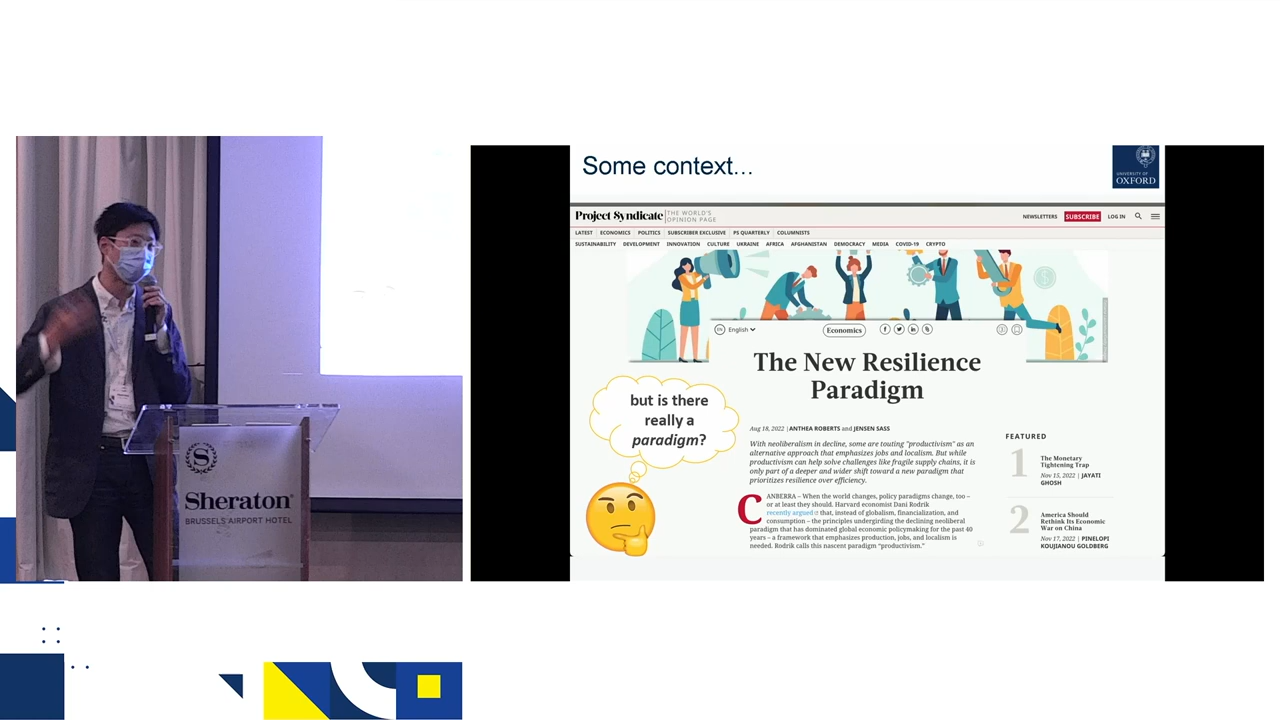 Some context...
UNIVERSITY OF
OXFORD
Project Syndicate
THE WORLD'S
OPINION PAGE
NEWSLETTERS SUBSCRIBE LOG IN
LATEST ECONOMICS POLITICS SUBSCRIBER EXCLUSIVE PS QUARTERLY COLUMNISTS
SUSTAINABILITY DEVELOPMENT INNOVATION CULTURE UKRAINE AFRICA AFGHANISTAN DEMOCRACY MEDIA COVID-19 CRYPTO
EN English Economics
The New Resilience
Paradigm
but is there
really a
paradigm?
Aug 18, 2022 | ANTHEA ROBERTS and JENSEN SASS
With neoliberalism in decline, some are touting "productivism" as an
alternative approach that emphasizes jobs and localism. But while
productivism can help solve challenges like fragile supply chains, it is
only part of a deeper and wider shift toward a new paradigm that
prioritizes resilience over efficiency.
CANBERRA – When the world changes, policy paradigms change, too –
or at least they should. Harvard economist Dani Rodrik
recently argued that, instead of globalism, financialization, and
consumption – the principles undergirding the declining neoliberal
paradigm that has dominated global economic policymaking for the past 40
years – a framework that emphasizes production, jobs, and localism is
needed. Rodrik calls this nascent paradigm "productivism."
FEATURED
1
The Monetary
Tightening Trap
Nov 15, 2022 | JAYATI
GHOSH
2
America Should
Rethink Its Economic
War on China
Nov 17, 2022 | PINELOPI
KOUJIANOU GOLDBERG
S
Sheraton
BRUSSELS AIRPORT HOTEL